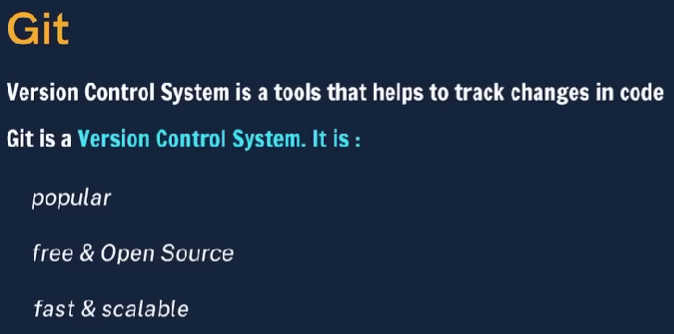 Git
Version Control System is a tools that helps to track changes in code
Git is a Version Control System. It is :
popular
free & Open Source
fast & scalable